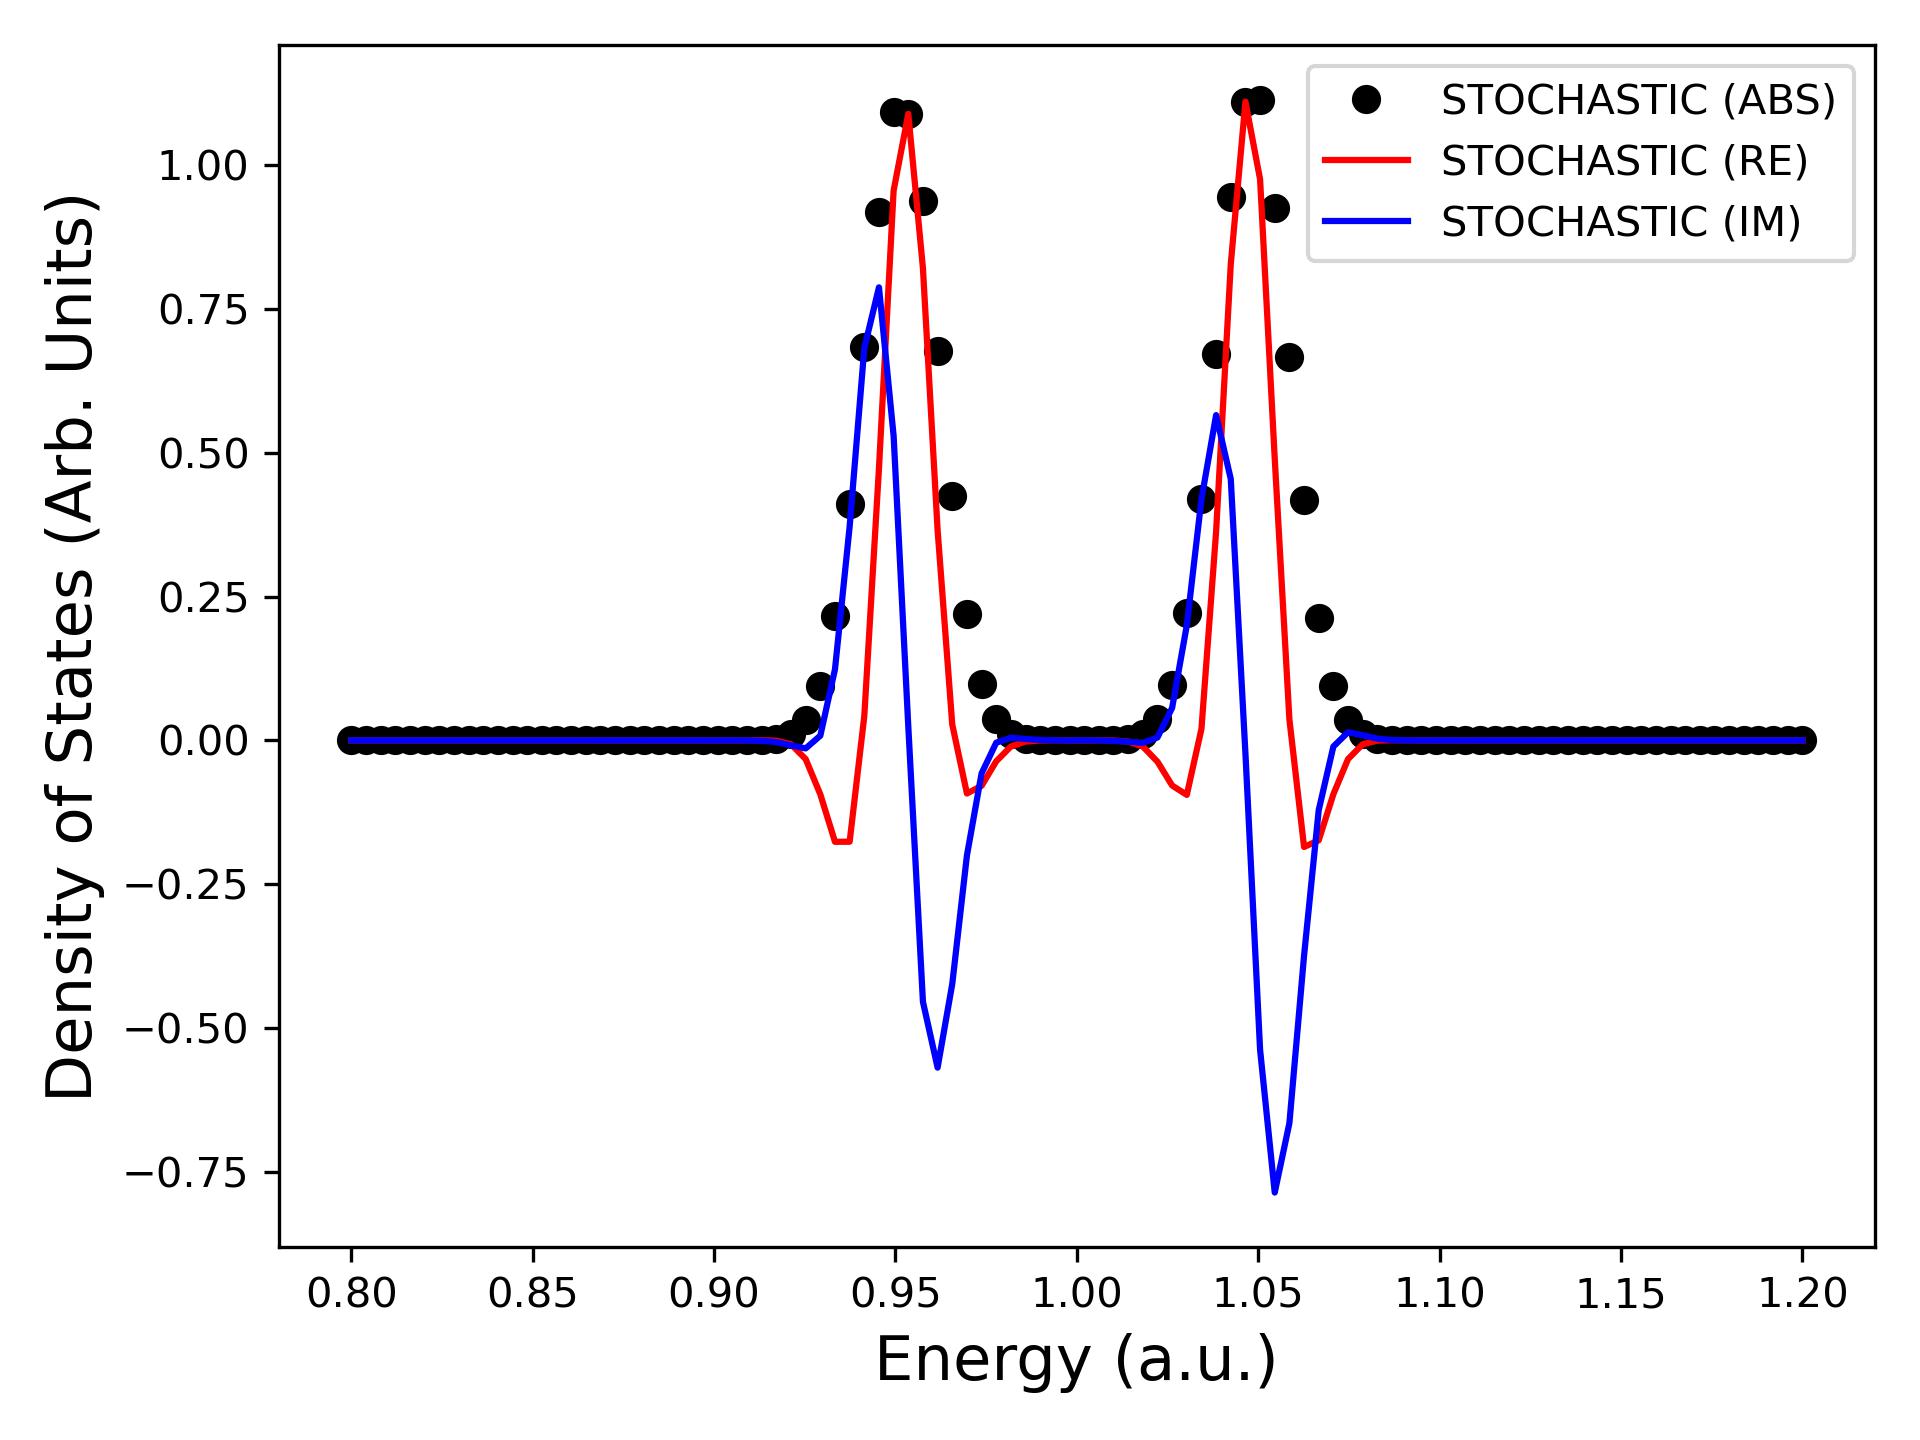 STOCHASTIC (ABS)
STOCHASTIC (RE)
STOCHASTIC (IM)
Density of States (Arb. Units)
1.00
0.75
0.50
0.25
0.00
−0.25
−0.50
−0.75
0.80 0.85 0.90 0.95 1.00 1.05 1.10 1.15 1.20
Energy (a.u.)